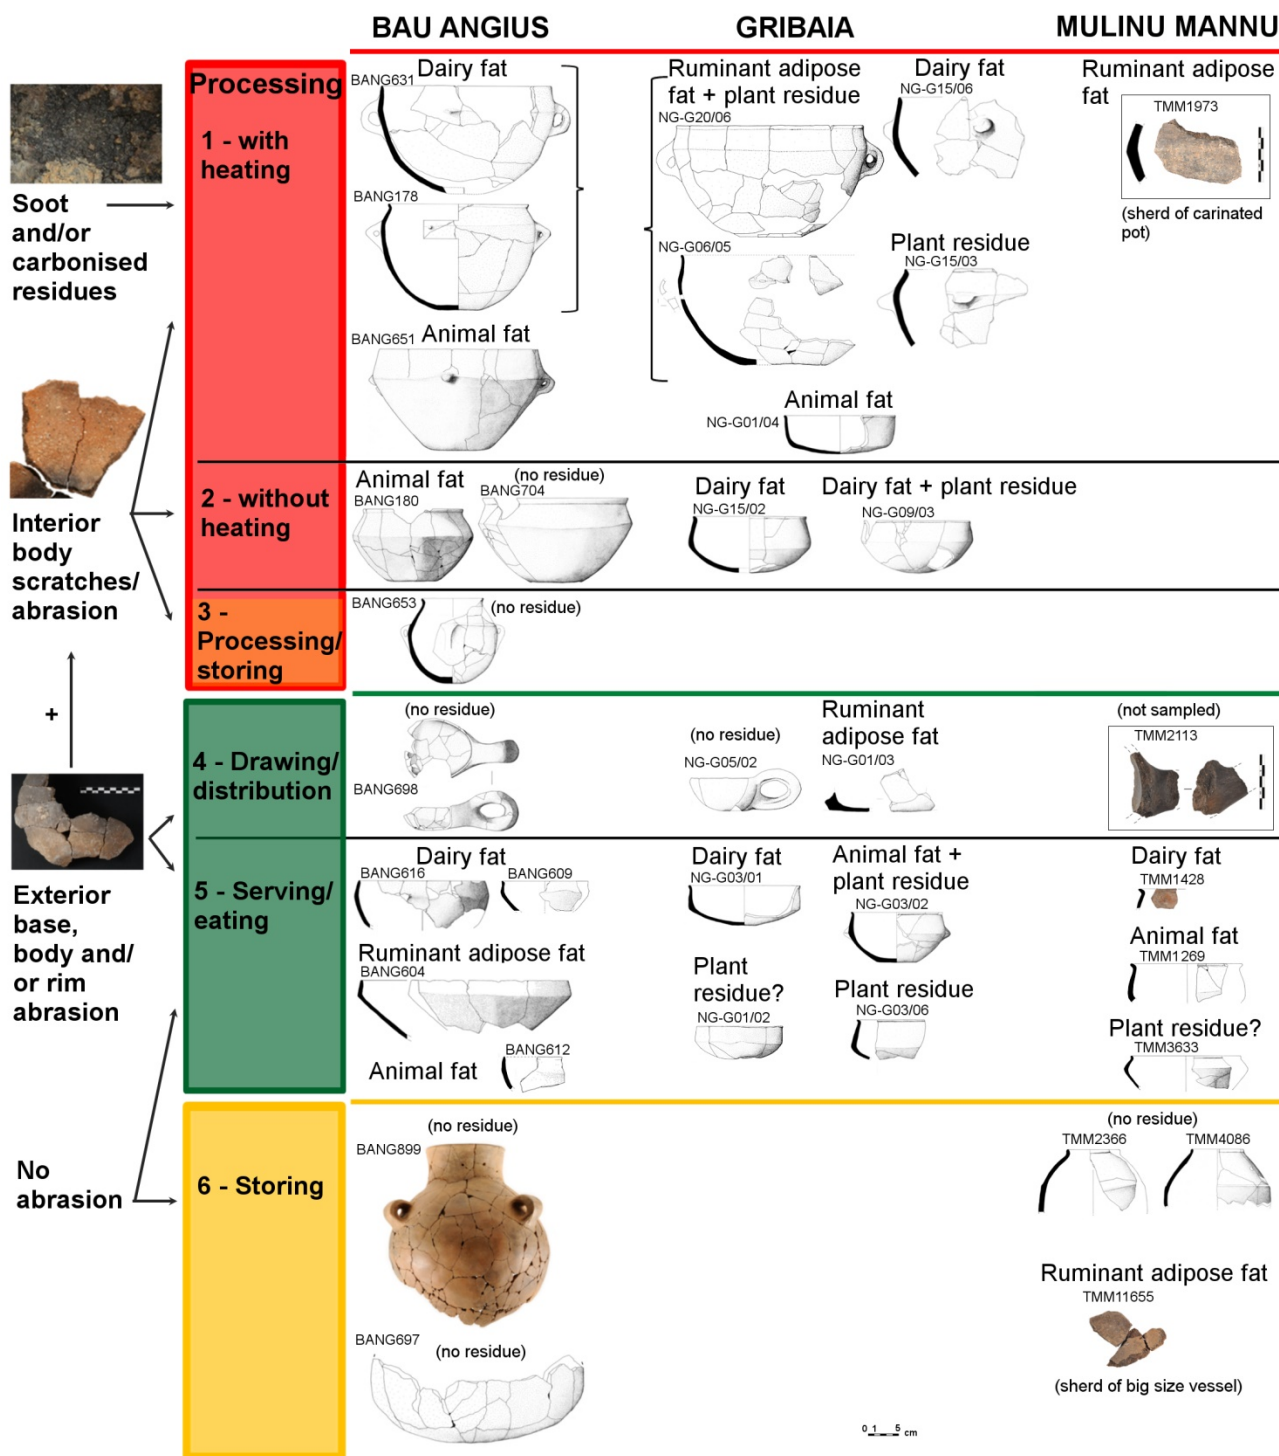 BAU ANGIUS
GRIBAIA
MULINU MANNU
Soot
and/or
carbonised
residues
Interior
body
scratches/
abrasion
+
Exterior
base,
body and/
or rim
abrasion
No
abrasion
Processing
1 - with
heating
Dairy fat
BANG631
BANG178
Animal fat
BANG651
Ruminant adipose
fat + plant residue
NG-G20/06
NG-G06/05
Dairy fat
NG-G15/06
Plant residue
NG-G15/03
Animal fat
NG-G01/04
Ruminant adipose
fat
TMM1973
(sherd of carinated
pot)
2 - without
heating
Animal fat
BANG180
(no residue)
BANG704
Dairy fat
NG-G15/02
Dairy fat + plant residue
NG-G09/03
3 -
Processing/
storing
BANG653
(no residue)
4 - Drawing/
distribution
(no residue)
BANG698
(no residue)
NG-G05/02
Ruminant
adipose fat
NG-G01/03
(not sampled)
TMM2113
5 - Serving/
eating
Dairy fat
BANG616
BANG609
Ruminant adipose fat
BANG604
Animal fat
BANG612
Dairy fat
NG-G03/01
Animal fat +
plant residue
NG-G03/02
Plant
residue?
NG-G01/02
Plant residue
NG-G03/06
Dairy fat
TMM1428
Animal fat
TMM1269
Plant residue?
TMM3633
6 - Storing
(no residue)
BANG899
BANG697
(no residue)
(no residue)
TMM2366
TMM4086
Ruminant adipose fat
TMM11655
(sherd of big size vessel)
0 1 5 cm